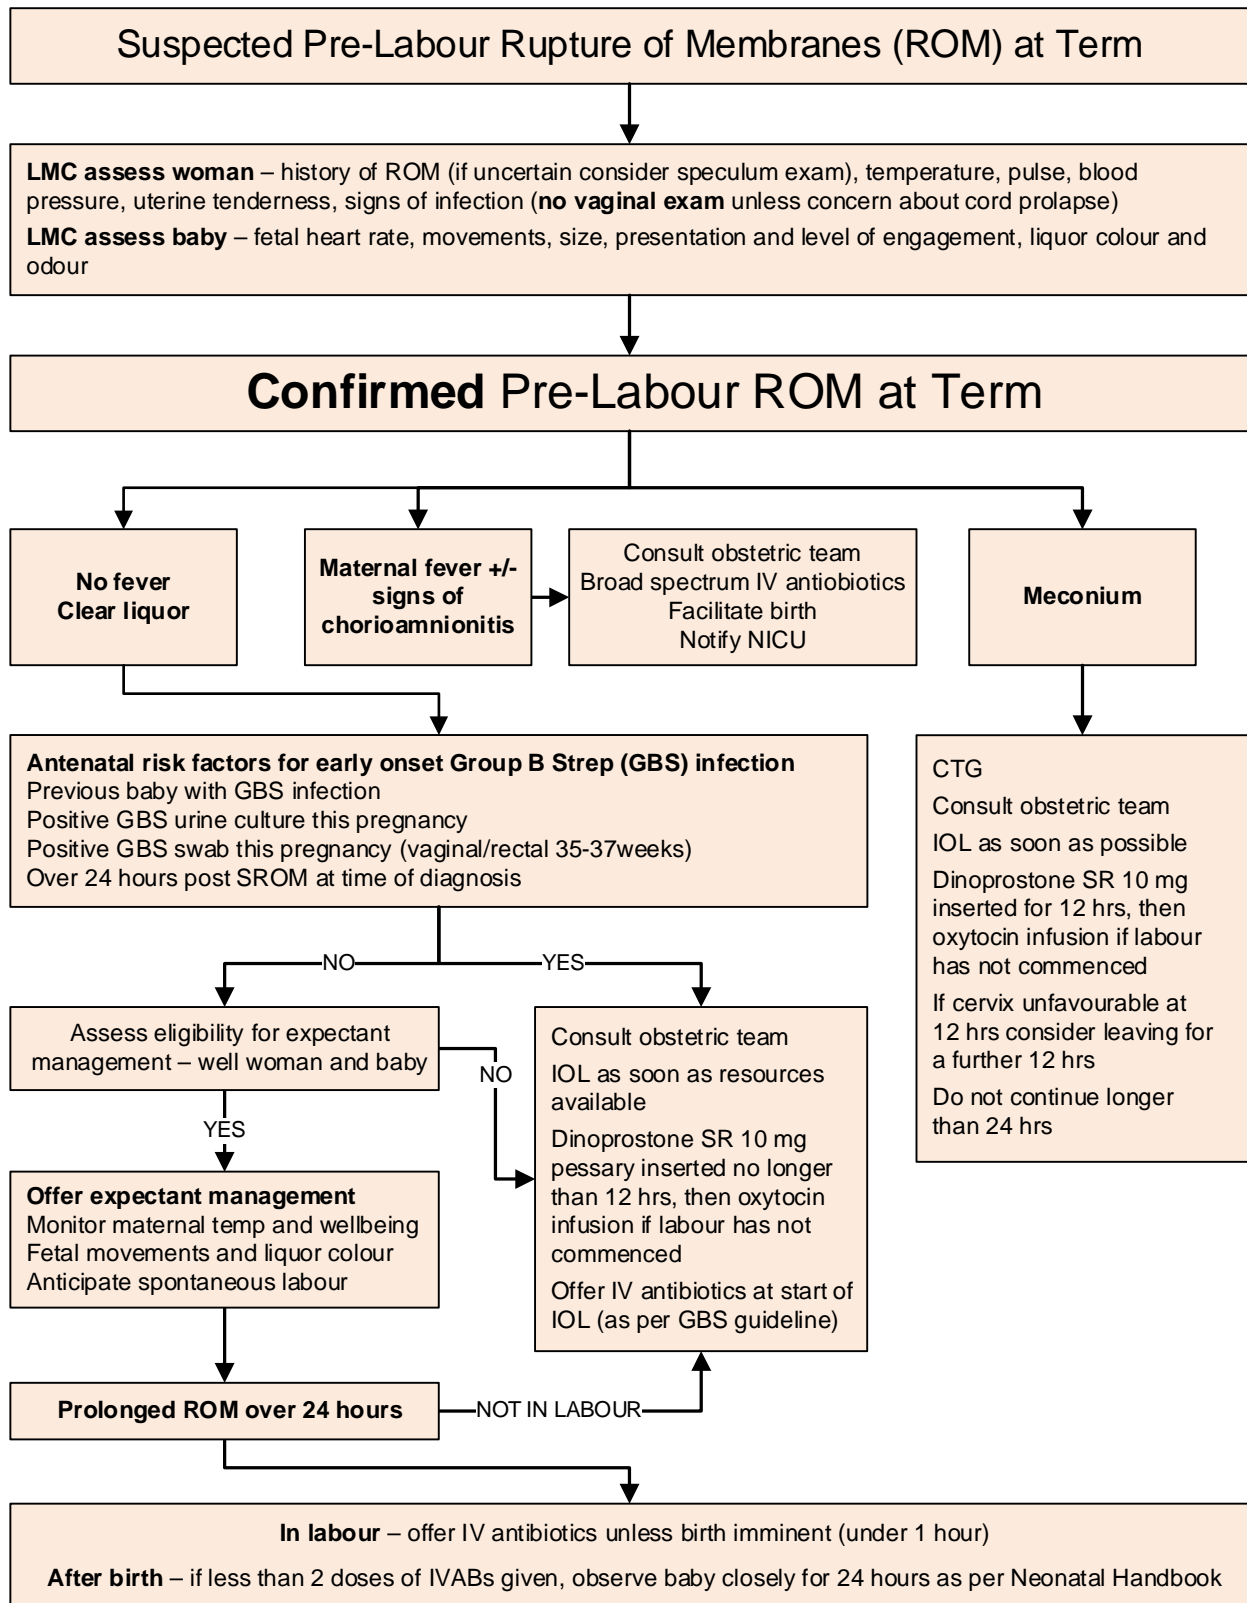 Suspected Pre-Labour Rupture of Membranes (ROM) at Term
LMC assess woman – history of ROM (if uncertain consider speculum exam), temperature, pulse, blood
pressure, uterine tenderness, signs of infection (no vaginal exam unless concern about cord prolapse)
LMC assess baby – fetal heart rate, movements, size, presentation and level of engagement, liquor colour and
odour
Confirmed Pre-Labour ROM at Term
No fever
Clear liquor
Maternal fever +/-
signs of
chorioamnionitis
Consult obstetric team
Broad spectrum IV antiobiotics
Facilitate birth
Notify NICU
Meconium
Antenatal risk factors for early onset Group B Strep (GBS) infection
Previous baby with GBS infection
Positive GBS urine culture this pregnancy
Positive GBS swab this pregnancy (vaginal/rectal 35-37weeks)
Over 24 hours post SROM at time of diagnosis
CTG
Consult obstetric team
IOL as soon as possible
Dinoprostone SR 10 mg
inserted for 12 hrs, then
oxytocin infusion if labour
has not commenced
If cervix unfavourable at
12 hrs consider leaving for
a further 12 hrs
Do not continue longer
than 24 hrs
NO
YES
Assess eligibility for expectant
management – well woman and baby
NO
YES
Consult obstetric team
IOL as soon as resources
available
Dinoprostone SR 10 mg
pessary inserted no longer
than 12 hrs, then oxytocin
infusion if labour has not
commenced
Offer IV antibiotics at start of
IOL (as per GBS guideline)
Offer expectant management
Monitor maternal temp and wellbeing
Fetal movements and liquor colour
Anticipate spontaneous labour
Prolonged ROM over 24 hours
NOT IN LABOUR
In labour – offer IV antibiotics unless birth imminent (under 1 hour)
After birth – if less than 2 doses of IVABs given, observe baby closely for 24 hours as per Neonatal Handbook